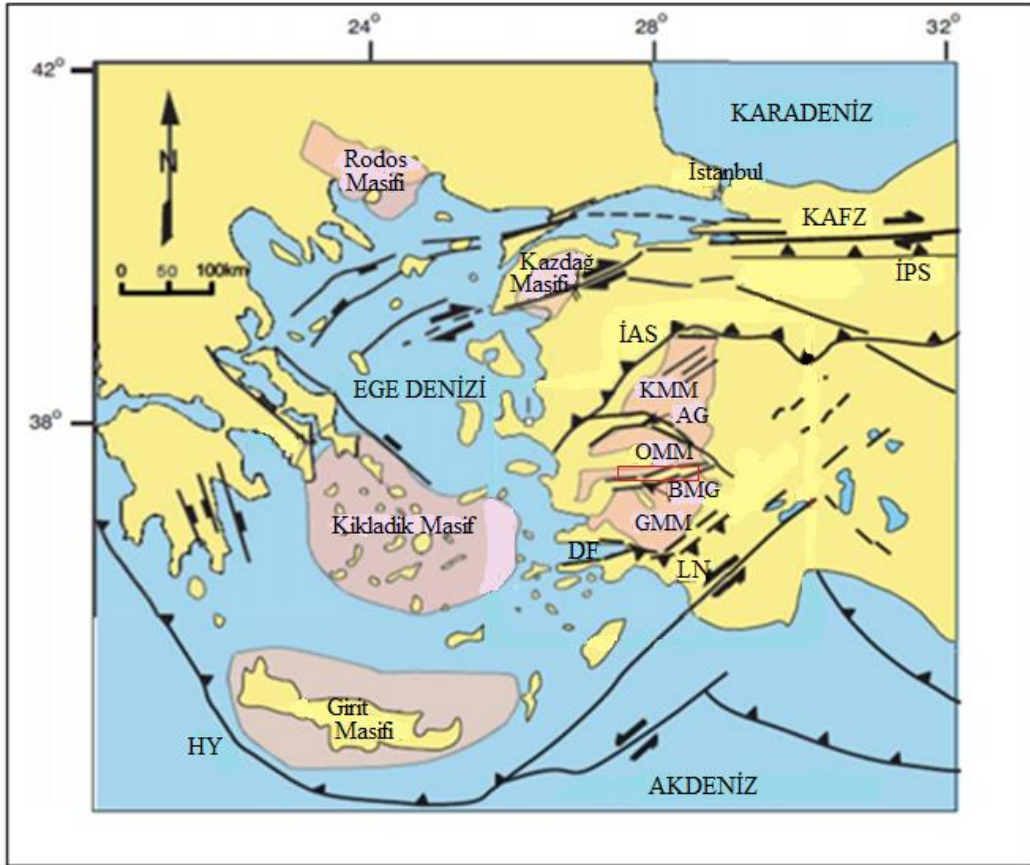 24° 28° 32°
42°
KARADENİZ
N
Rodos
Masifi
İstanbul
KAFZ
0 50 100km
Kazdağ
Masifi
İPS
İAS
EGE DENİZİ
KMM
38°
AG
OMM
BMG
Kikladik Masif
GMM
DF
LN
Girit
Masifi
HY
AKDENİZ